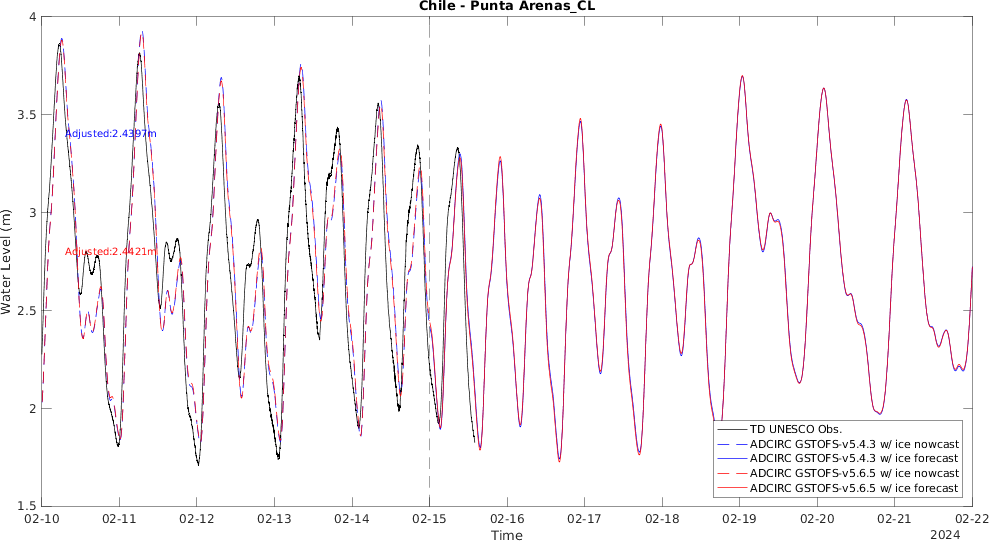 Chile - Punta Arenas_CL
4
3.5
3
2.5
2
1.5
Water Level (m)
Adjusted:2.4397m
Adjusted:2.4421m
TD UNESCO Obs.
ADCIRC GSTOFS-v5.4.3 w/ ice nowcast
ADCIRC GSTOFS-v5.4.3 w/ ice forecast
ADCIRC GSTOFS-v5.6.5 w/ ice nowcast
ADCIRC GSTOFS-v5.6.5 w/ ice forecast
02-10 02-11 02-12 02-13 02-14 02-15 02-16 02-17 02-18 02-19 02-20 02-21 02-22
Time
2024